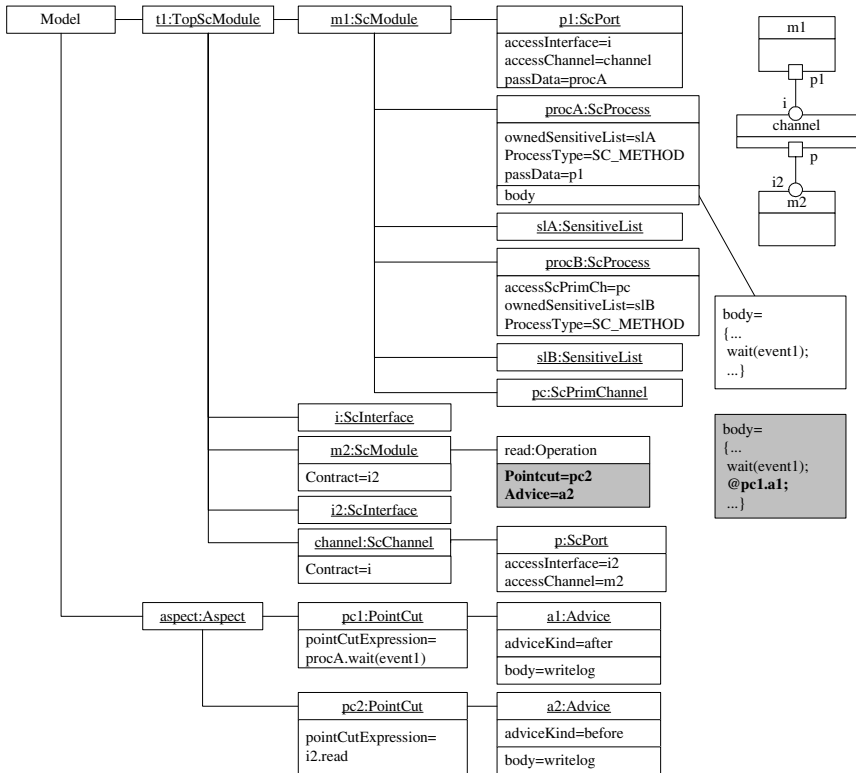 Model
t1:TopScModule
m1:ScModule
p1:ScPort
accessInterface=i
accessChannel=channel
passData=procA
procA:ScProcess
ownedSensitiveList=slA
ProcessType=SC_METHOD
passData=p1
body
slA:SensitiveList
procB:ScProcess
accessScPrimCh=pc
ownedSensitiveList=slB
ProcessType=SC_METHOD
slB:SensitiveList
pc:ScPrimChannel
i:ScInterface
m2:ScModule
Contract=i2
read:Operation
Pointcut=pc2
Advice=a2
i2:ScInterface
channel:ScChannel
Contract=i
p:ScPort
accessInterface=i2
accessChannel=m2
aspect:Aspect
pc1:PointCut
pointCutExpression=
procA.wait(event1)
a1:Advice
adviceKind=after
body=writelog
pc2:PointCut
pointCutExpression=
i2.read
a2:Advice
adviceKind=before
body=writelog
m1
p1
i
channel
p
i2
m2
body=
{...
wait(event1);
...}
body=
{...
wait(event1);
@pc1.a1;
...}